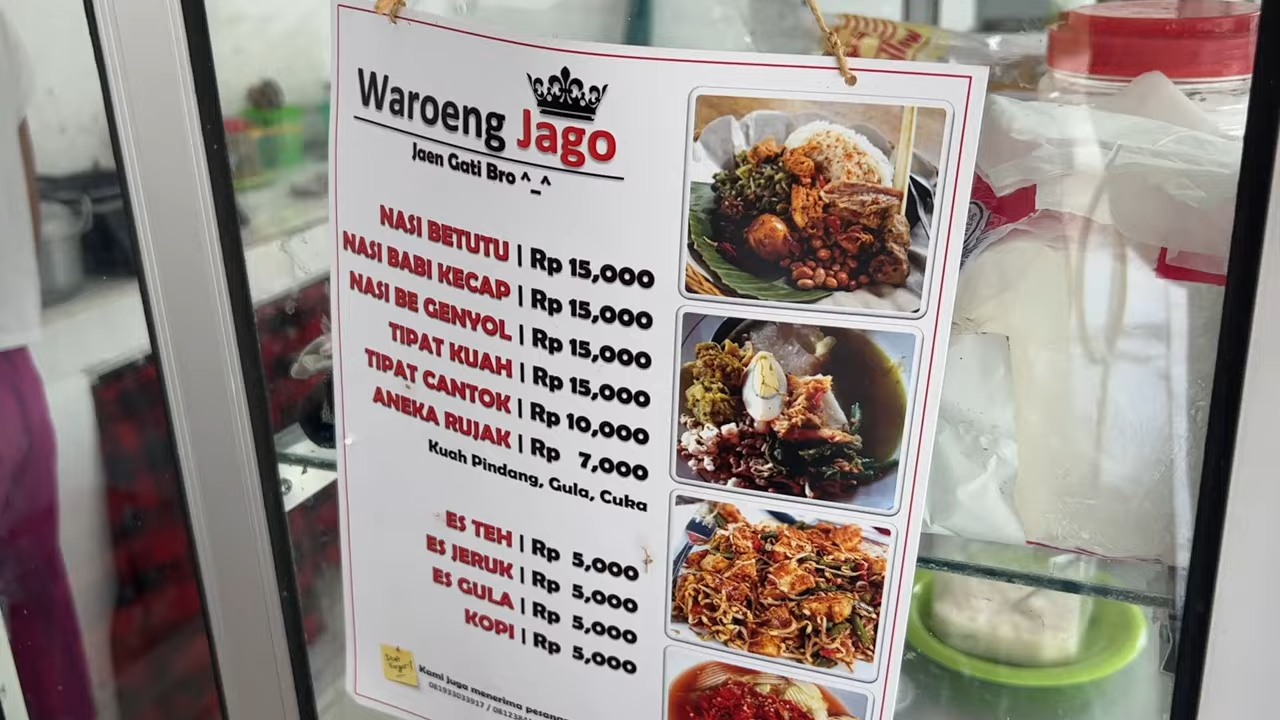 Waroeng Jago
Jaen Gati Bro ^_^
NASI BETUTU | Rp 15,000
NASI BABI KECAP | Rp 15,000
NASI BE GENYOL | Rp 15,000
TIPAT KUAH | Rp 15,000
TIPAT CANTOK | Rp 10,000
ANEKA RUJAK | Rp 7,000
Kuah Pindang, Gula, Cuka
ES TEH | Rp 5,000
ES JERUK | Rp 5,000
ES GULA | Rp 5,000
KOPI | Rp 5,000
Kami juga menerima
081933033917 /